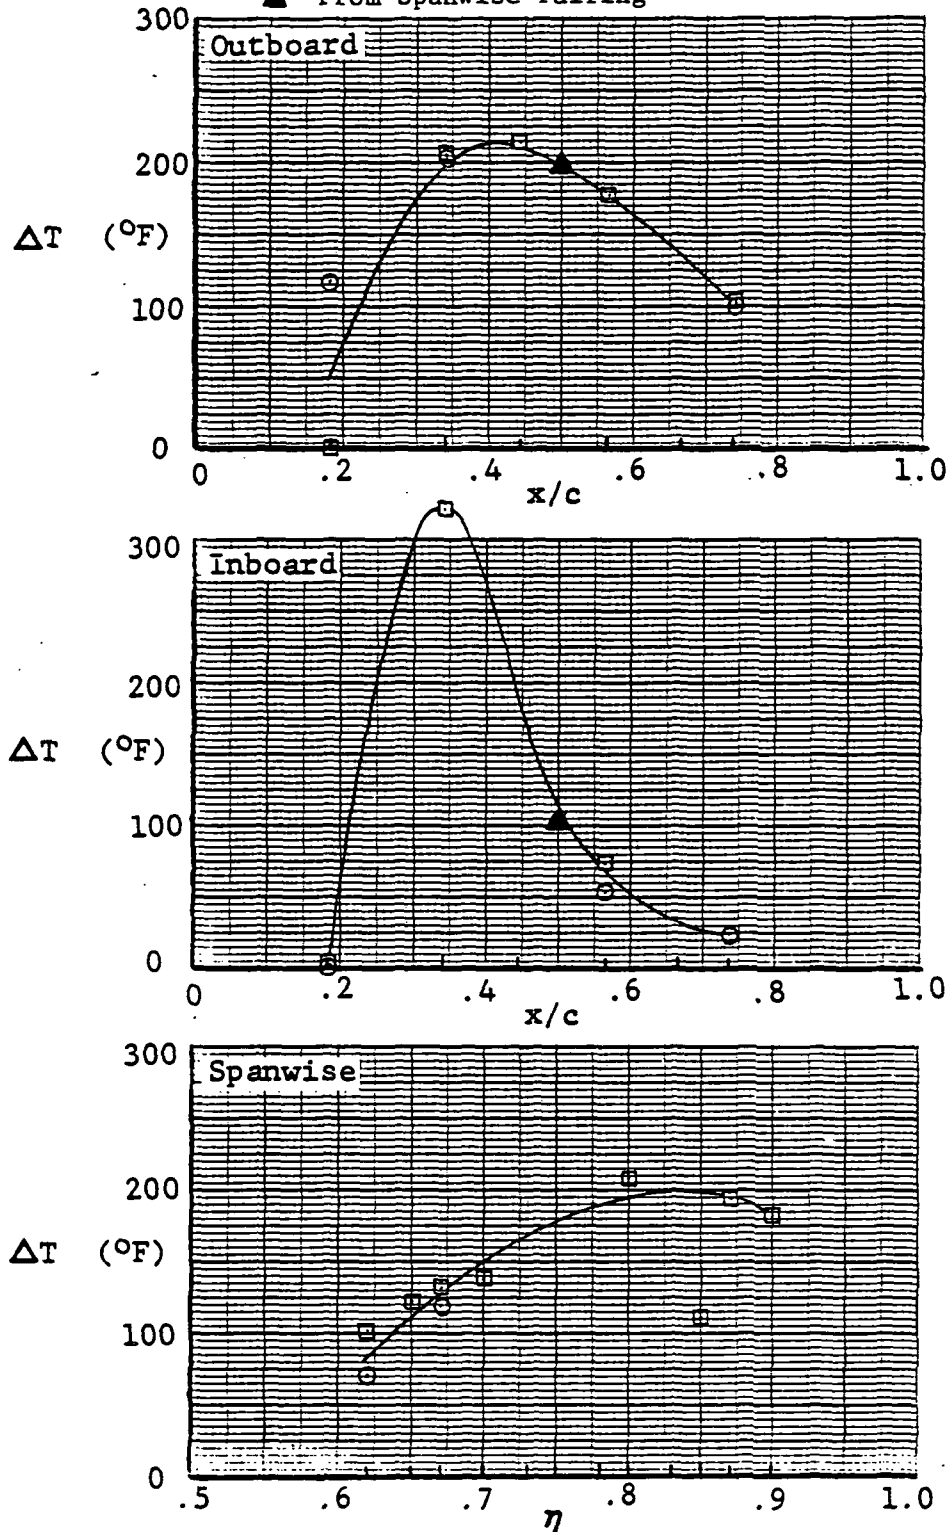 ▲ From Spanwise Fairing
300
Outboard
200
ΔT (°F)
100
0
0 .2 .4 .6 .8 1.0
x/c
300
Inboard
200
ΔT (°F)
100
0
0 .2 .4 .6 .8 1.0
x/c
300
Spanwise
200
ΔT (°F)
100
0
.5 .6 .7 .8 .9 1.0
η